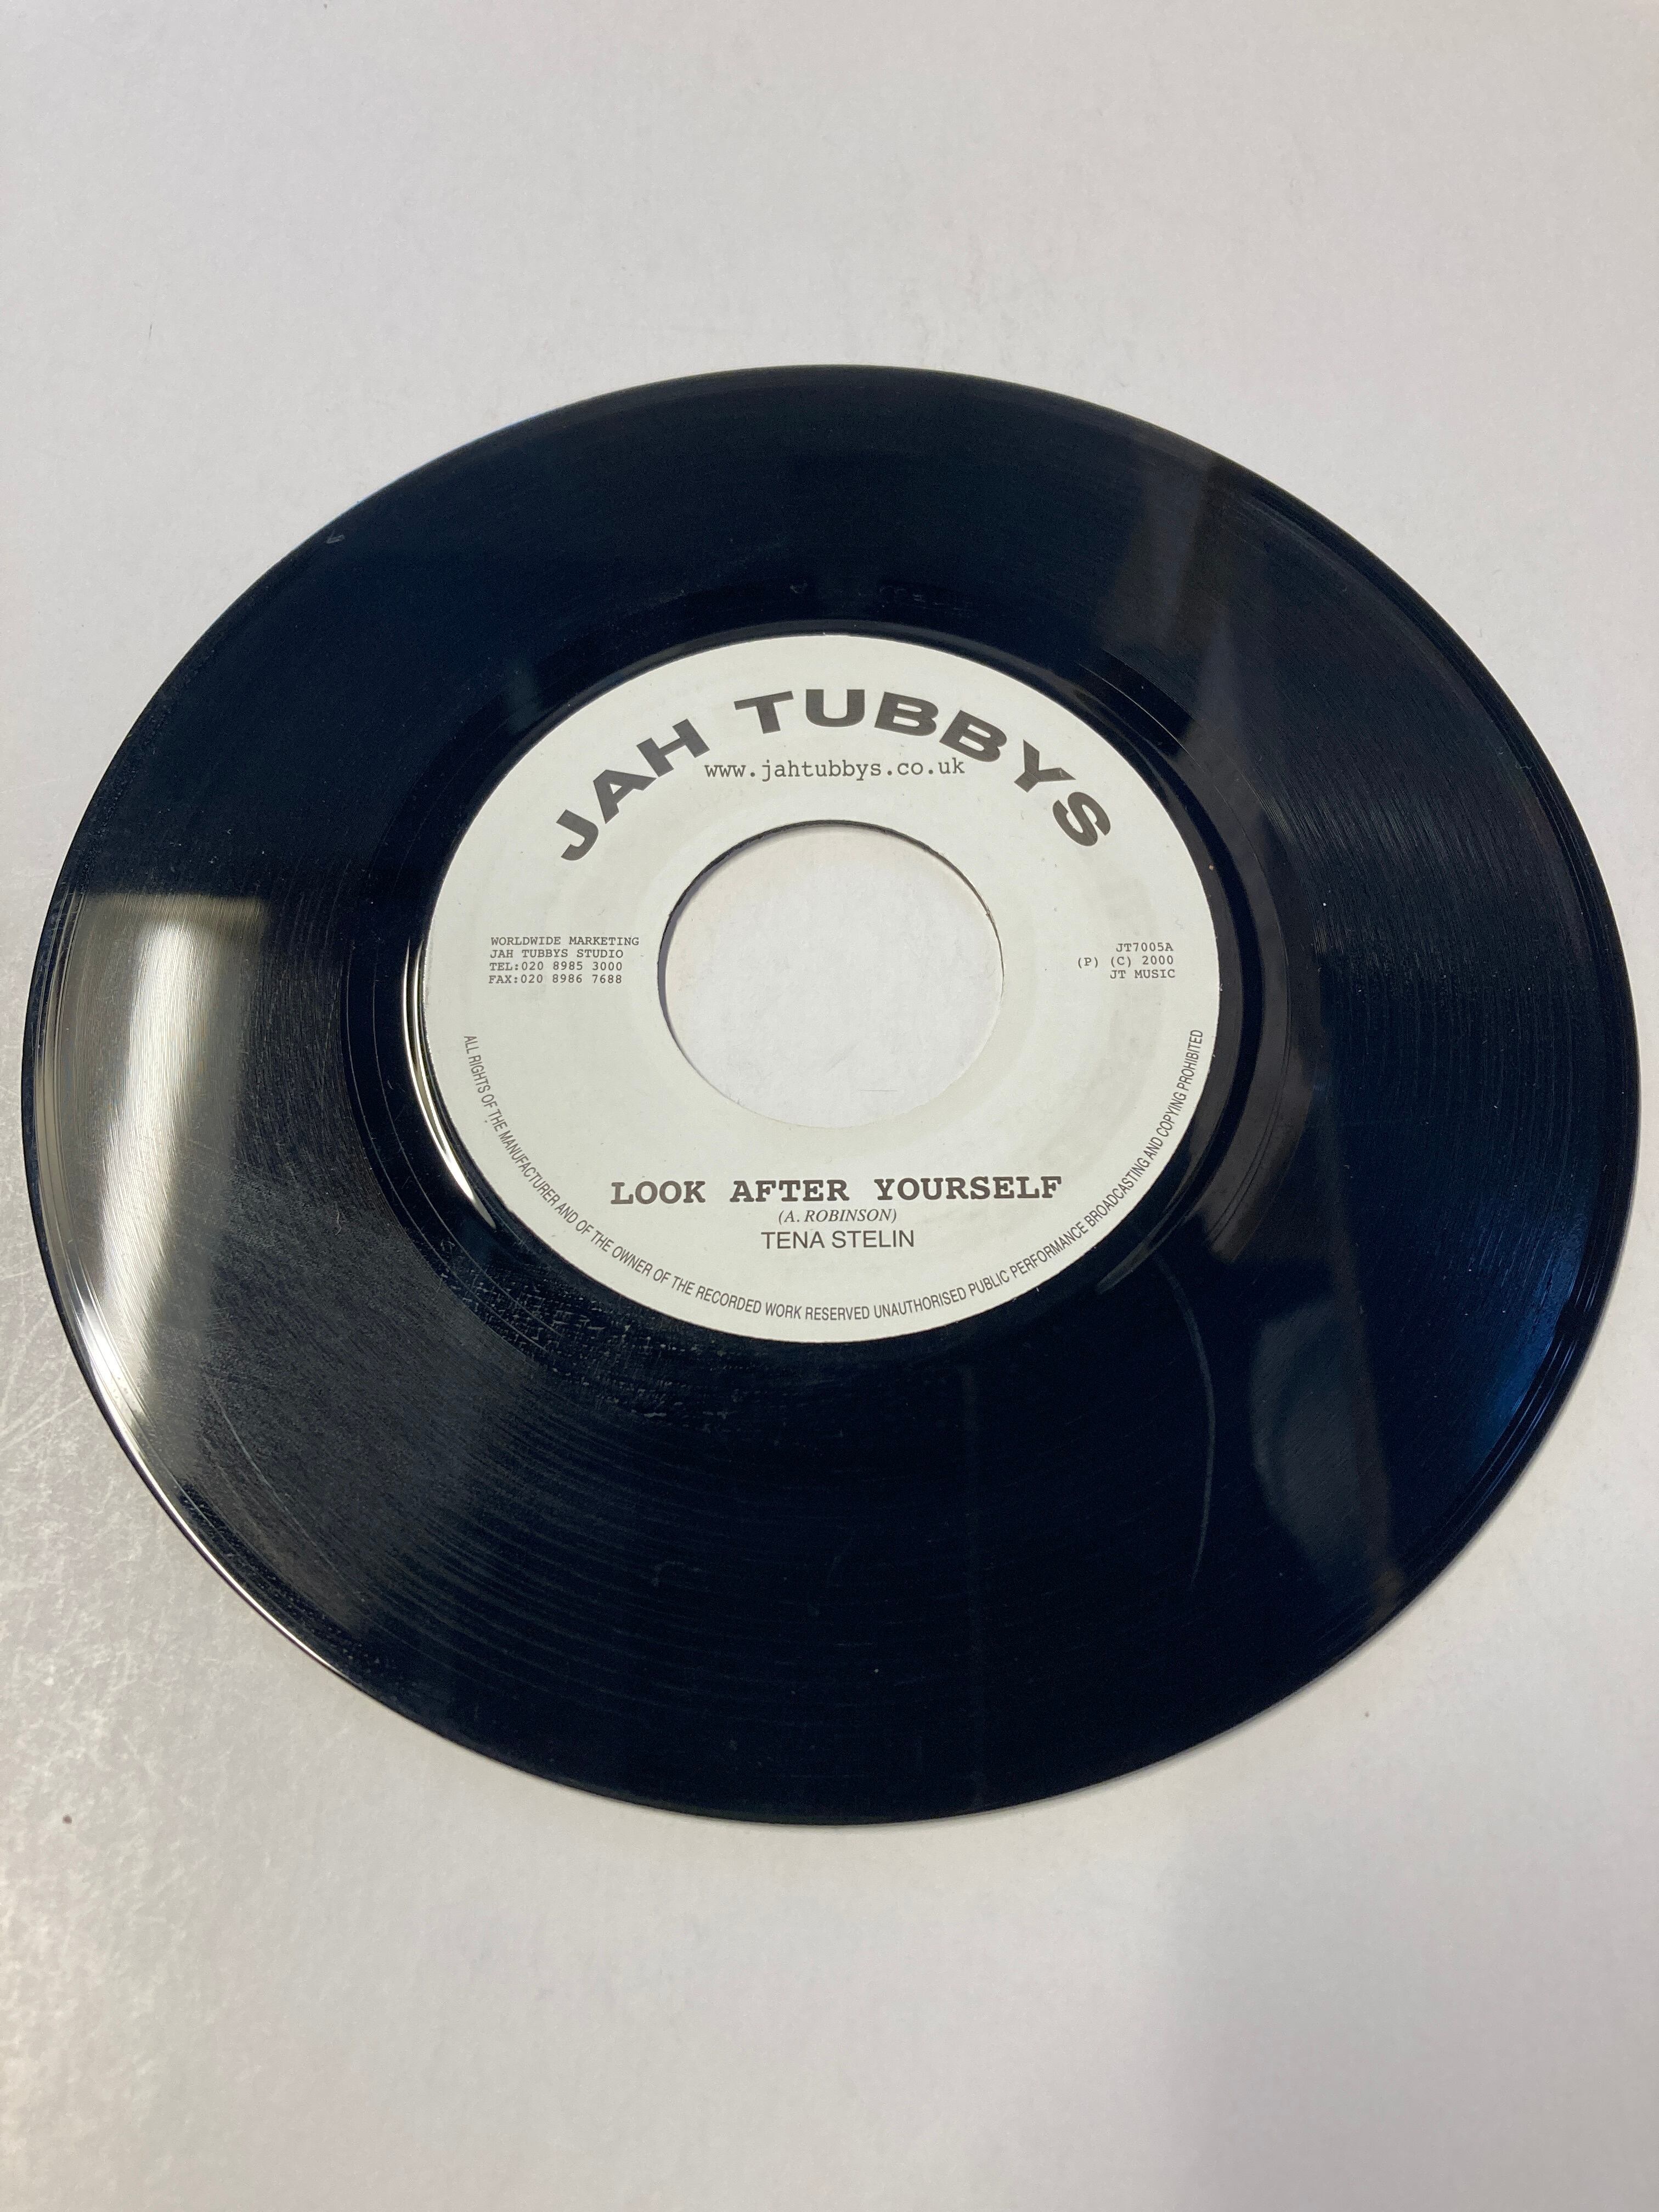 JAH TUBBYS
www.jahtubbys.co.uk
WORLDWIDE MARKETING
JAH TUBBYS STUDIO
TEL:020 8985 3000
FAX:020 8986 7688
JT7005A
(P) (C) 2000
JT MUSIC
LOOK AFTER YOURSELF
(A. ROBINSON)
TENA STELIN
ALL RIGHTS OF THE MANUFACTURER AND OF THE OWNER OF THE RECORDED WORK RESERVED UNAUTHORISED PUBLIC PERFORMANCE BROADCASTING AND COPYING PROHIBITED